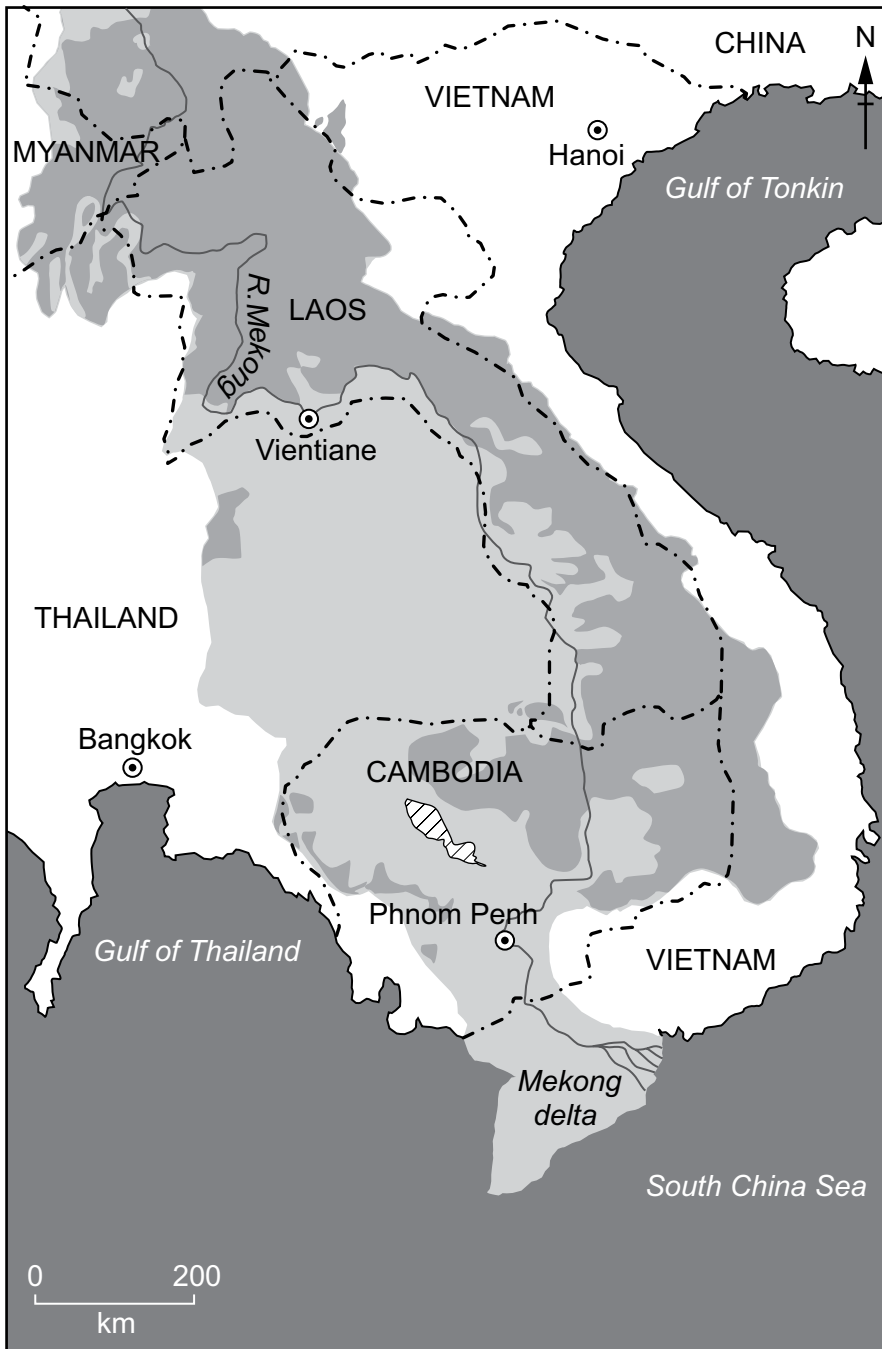 CHINA
N
VIETNAM
Hanoi
MYANMAR
Gulf of Tonkin
R.Mekong
LAOS
Vientiane
THAILAND
Bangkok
CAMBODIA
Phnom Penh
Gulf of Thailand
VIETNAM
Mekong
delta
South China Sea
0 200
km